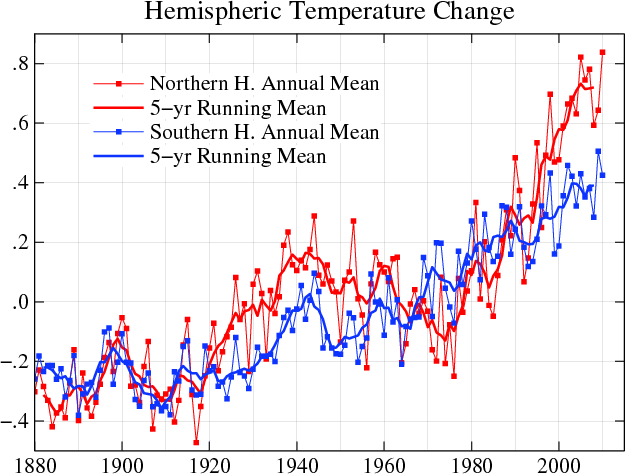 Hemispheric Temperature Change
.8
Northern H. Annual Mean
5-yr Running Mean
.6
Southern H. Annual Mean
5-yr Running Mean
.4
.2
.0
-.2
-.4
1880 1900 1920 1940 1960 1980 2000